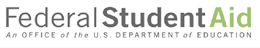 Federal Student Aid
An OFFICE of the U.S. DEPARTMENT of EDUCATION